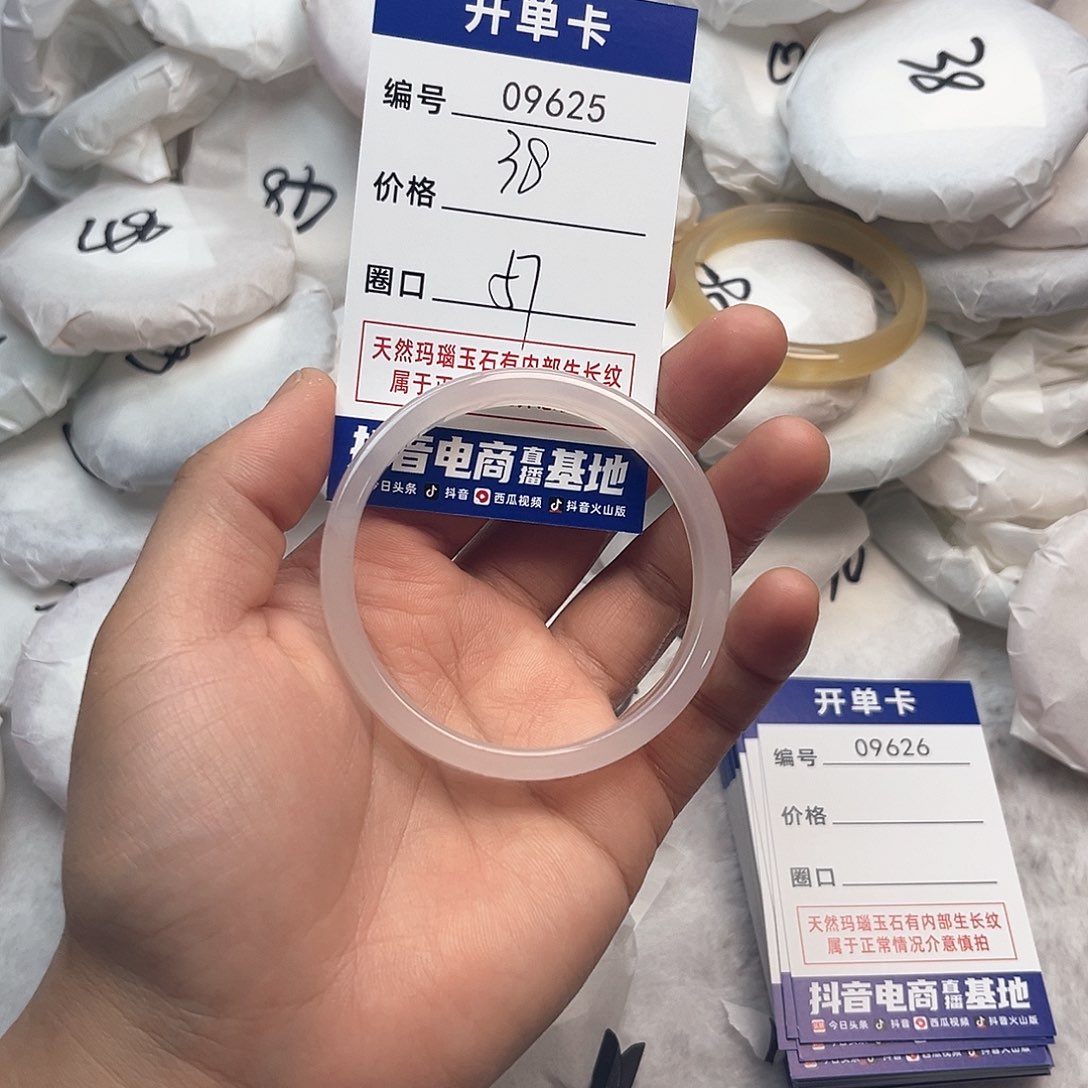 开单卡
编号 09625
价格 38
圈口 57
天然玛瑙玉石有内部生长纹
属于正
抖音电商直播基地
今日头条 抖音 西瓜视频 抖音火山版
38
48
开单卡
编号 09626
价格
圈口
天然玛瑙玉石有内部生长纹
属于正常情况介意慎拍
抖音电商直播基地
今日头条 抖音 西瓜视频 抖音火山版